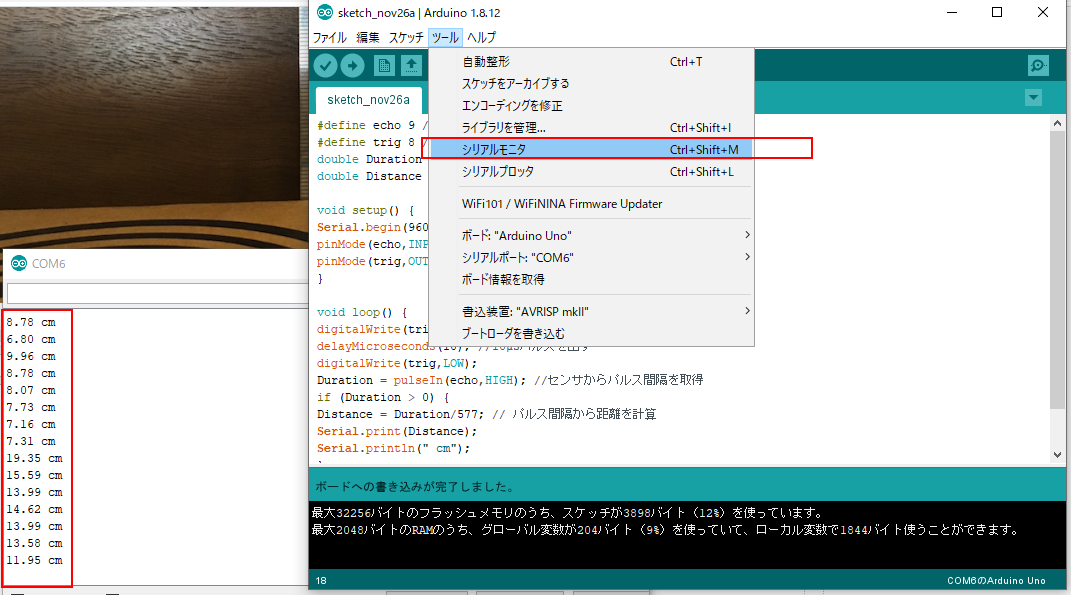 sketch_nov26a | Arduino 1.8.12
ファイル 編集 スケッチ ツール ヘルプ
自動整形 Ctrl+T
スケッチをアーカイブする
エンコーディングを修正
ライブラリを管理... Ctrl+Shift+I
シリアルモニタ Ctrl+Shift+M
シリアルプロッタ Ctrl+Shift+L
WiFi101 / WiFiNINA Firmware Updater
ボード: "Arduino Uno"
シリアルポート: "COM6"
ボード情報を取得
書込装置: "AVRISP mkII"
ブートローダを書き込む
sketch_nov26a
#define echo 9 /
#define trig 8 /
double Duration
double Distance
void setup() {
Serial.begin(960
pinMode(echo,INP
pinMode(trig,OUT
}
void loop() {
digitalWrite(tri
delayMicroseconds(10); //10μsパルスを出す
digitalWrite(trig,LOW);
Duration = pulseIn(echo,HIGH); //センサからパルス間隔を取得
if (Duration > 0) {
Distance = Duration/577; // パルス間隔から距離を計算
Serial.print(Distance);
Serial.println(" cm");
ボードへの書き込みが完了しました。
最大32256バイトのフラッシュメモリのうち、スケッチが3898バイト（12%）を使っています。
最大2048バイトのRAMのうち、グローバル変数が204バイト（9%）を使っていて、ローカル変数で1844バイト使うことができます。
18 COM6のArduino Uno
COM6
8.78 cm
6.80 cm
9.96 cm
8.78 cm
8.07 cm
7.73 cm
7.16 cm
7.31 cm
19.35 cm
15.59 cm
13.99 cm
14.62 cm
13.99 cm
13.58 cm
11.95 cm